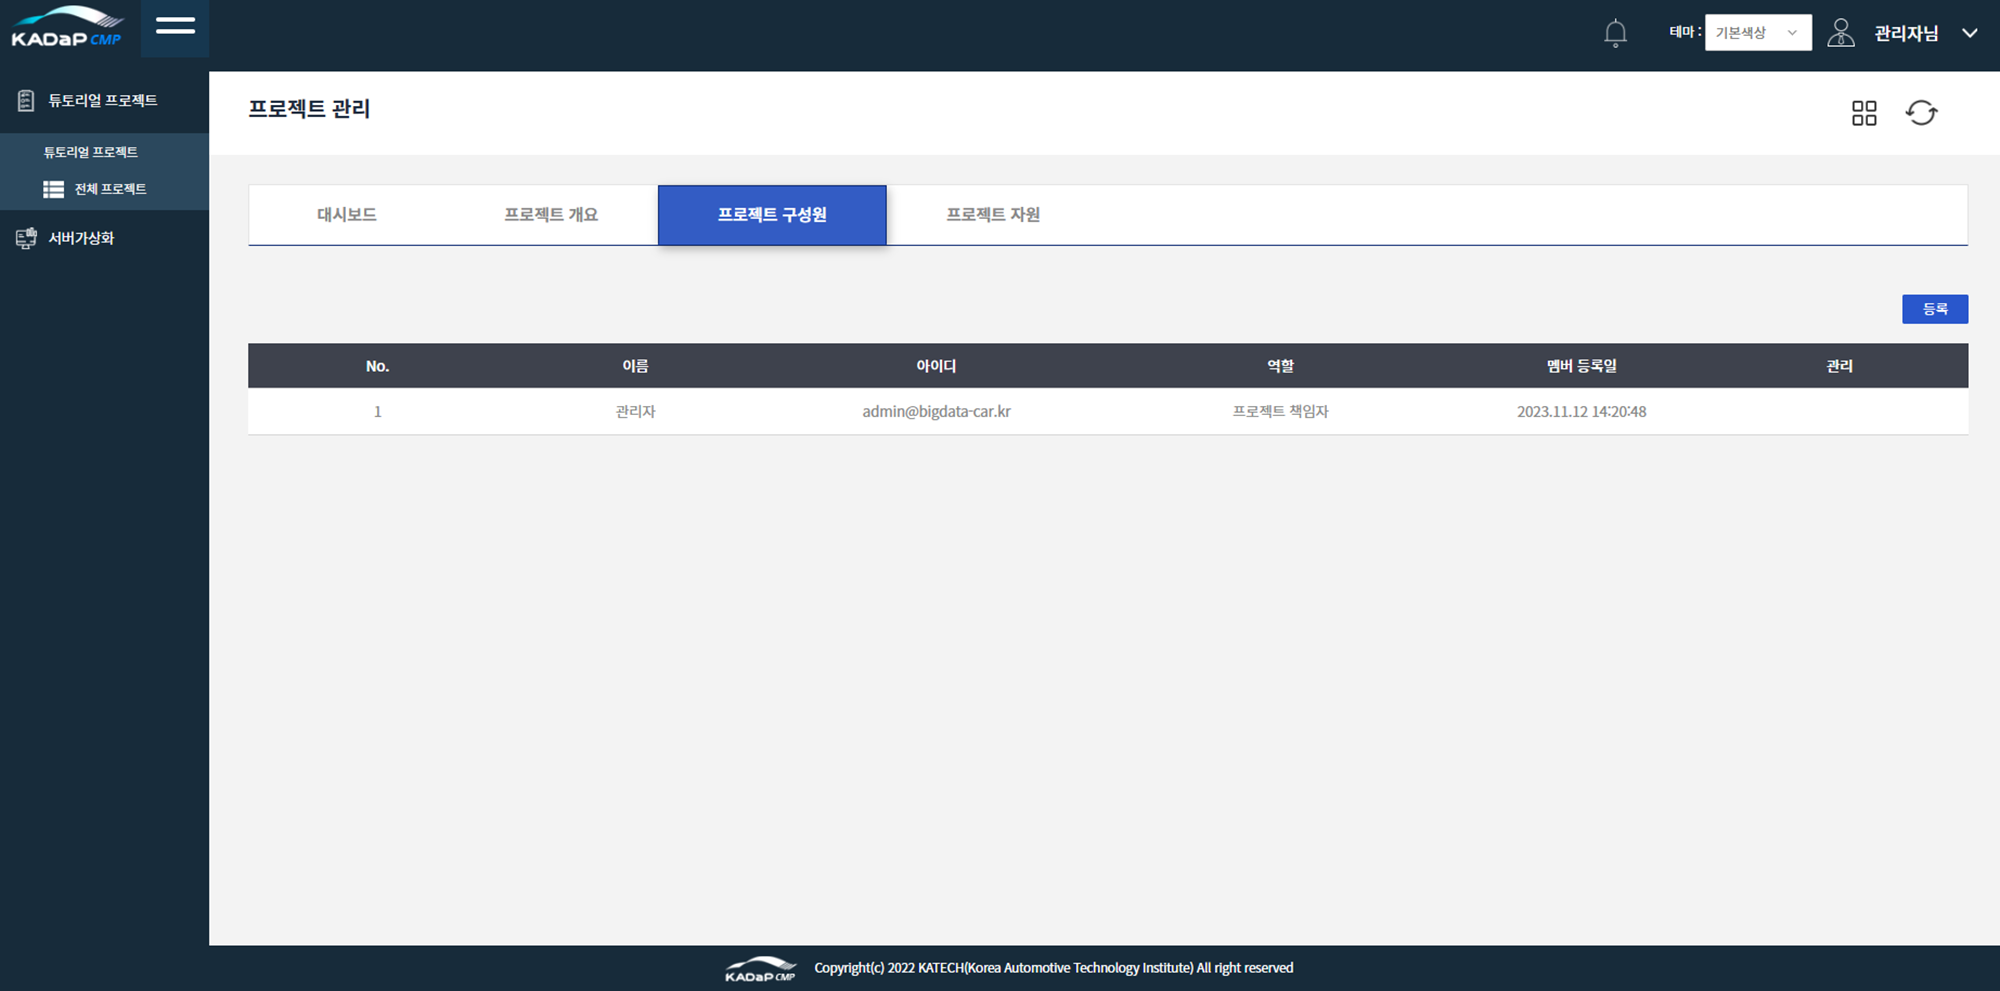 KADaP CMP
테마 : 기본색상 관리자님
튜토리얼 프로젝트
튜토리얼 프로젝트
전체 프로젝트
서버가상화
프로젝트 관리
대시보드 프로젝트 개요 프로젝트 구성원 프로젝트 자원
등록
No. 이름 아이디 역할 멤버 등록일 관리
1 관리자 admin@bigdata-car.kr 프로젝트 책임자 2023.11.12 14:20:48
KADaP CMP Copyright(c) 2022 KATECH(Korea Automotive Technology Institute) All right reserved